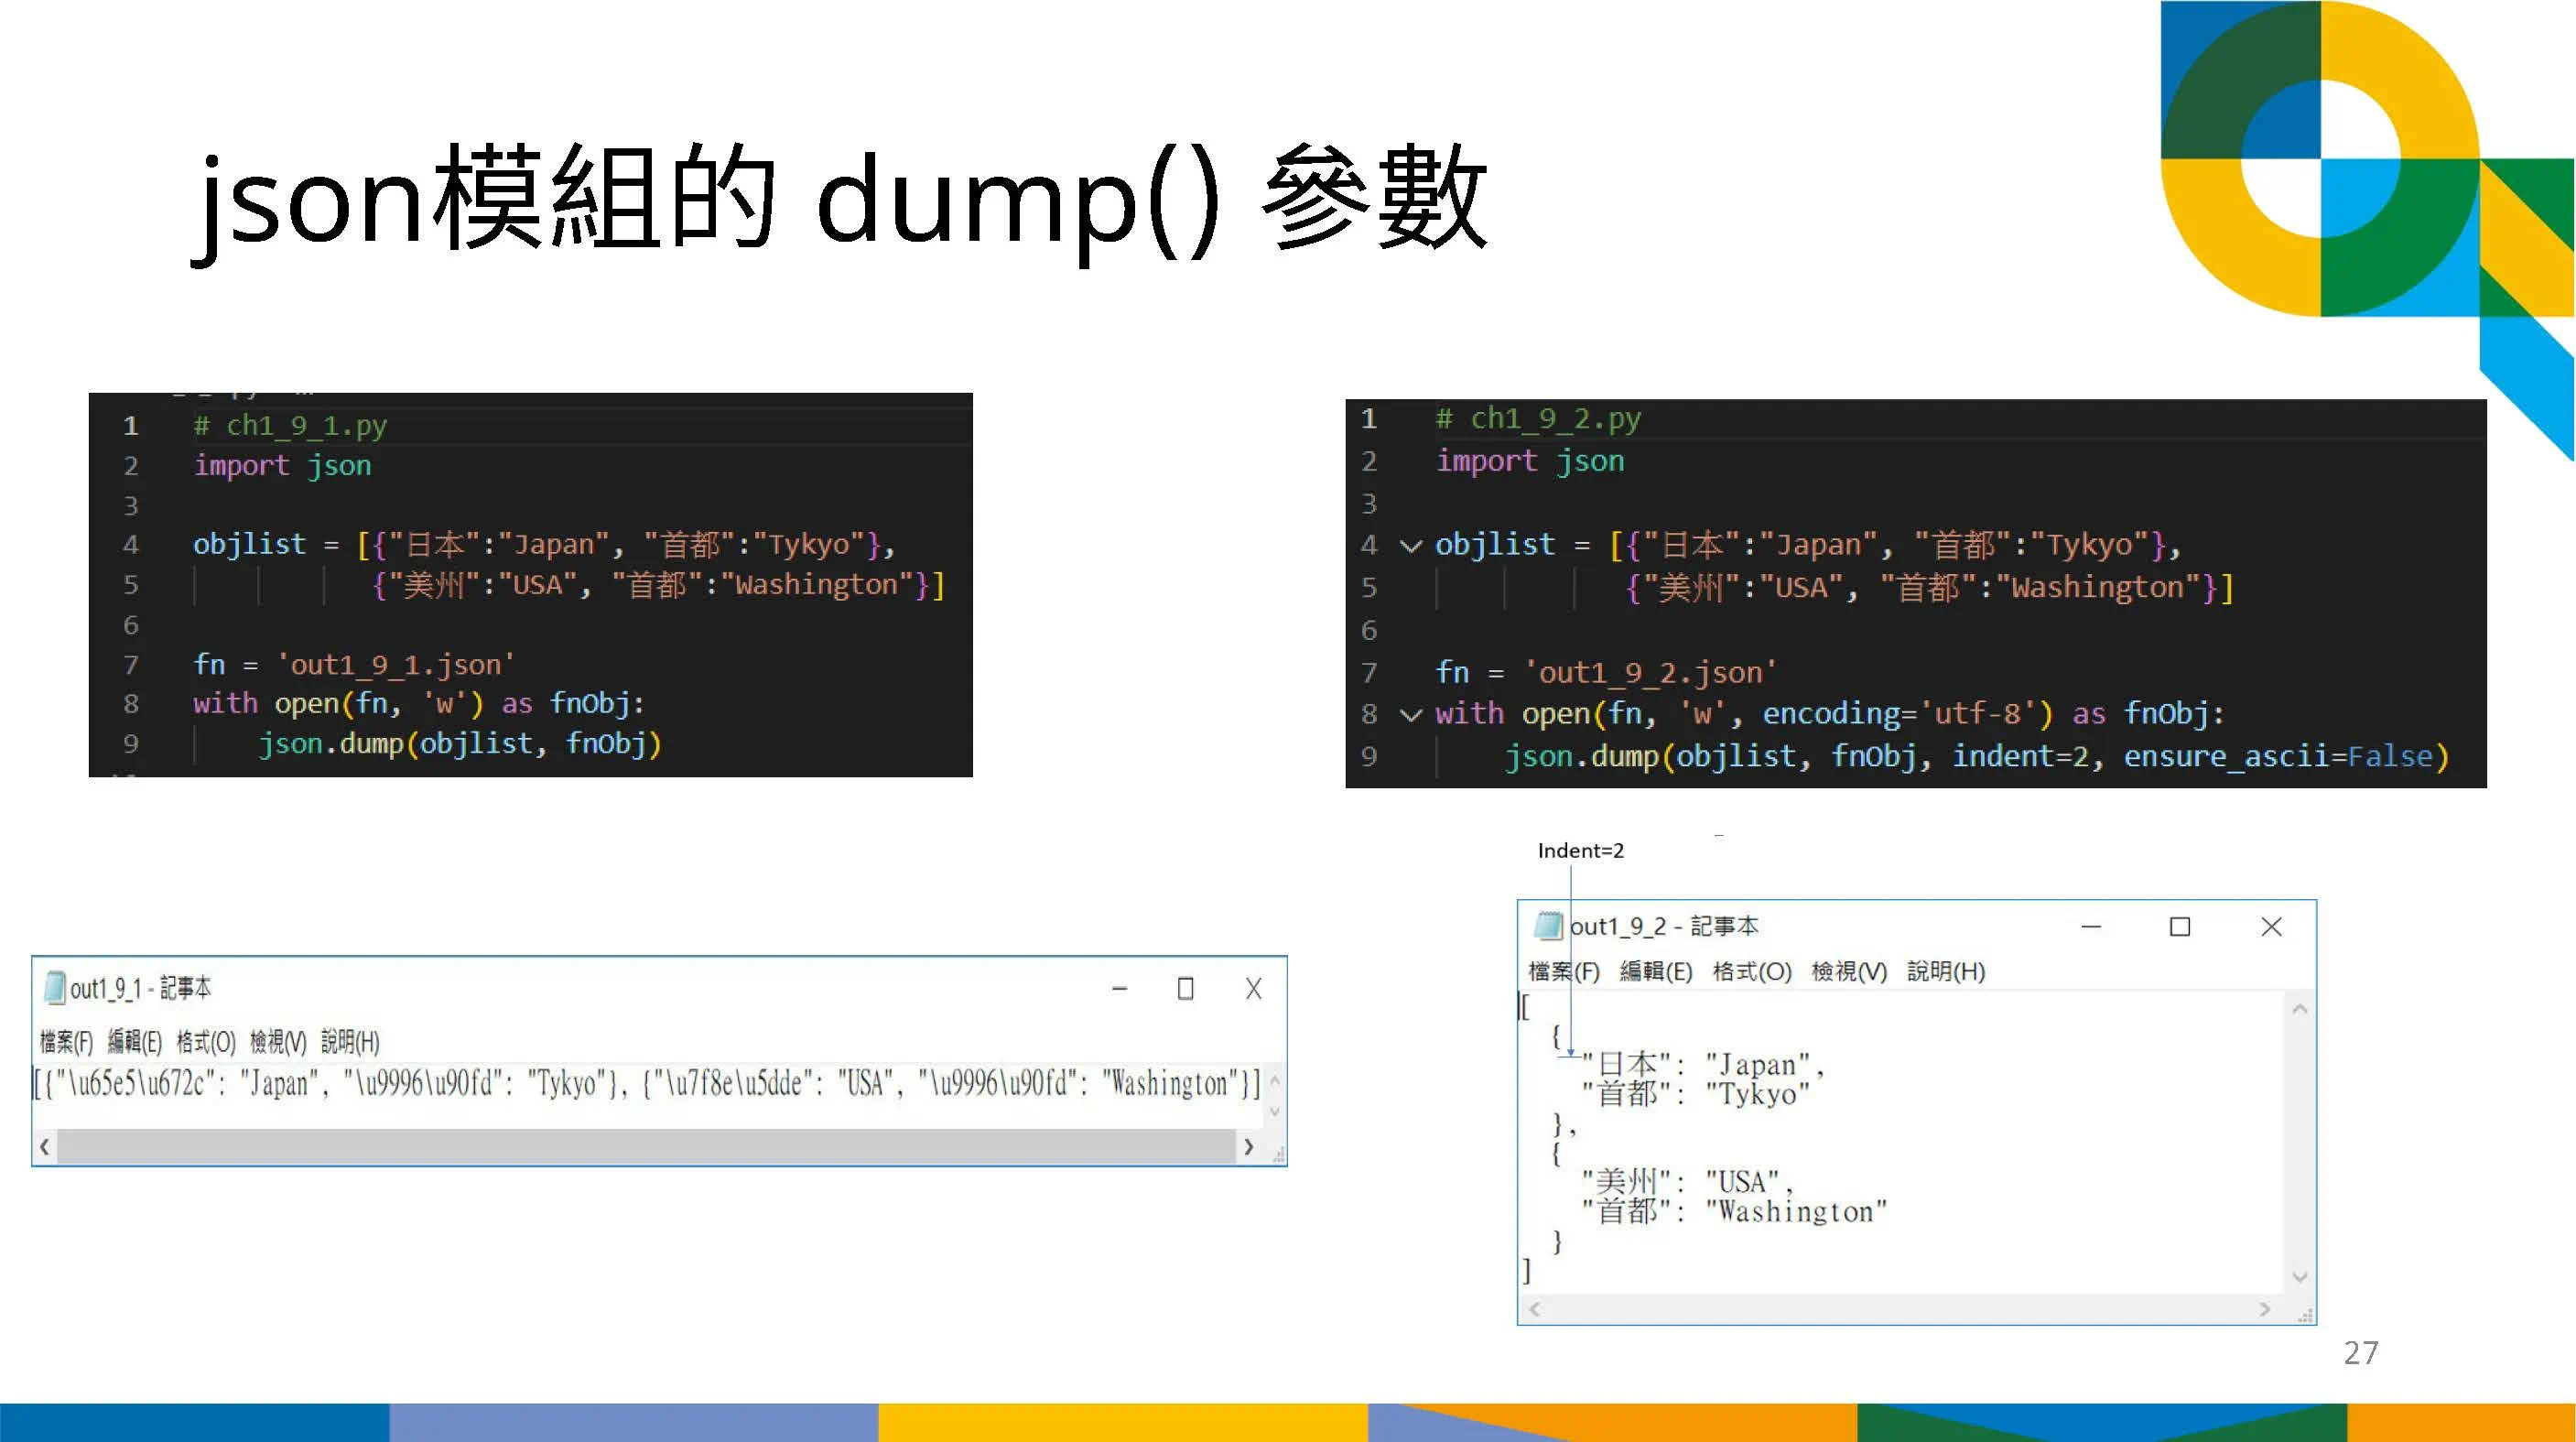 json模組的 dump() 參數
1 # ch1_9_1.py
2 import json
3
4 objlist = [{"日本":"Japan", "首都":"Tykyo"},
5 {"美州":"USA", "首都":"Washington"}]
6
7 fn = 'out1_9_1.json'
8 with open(fn, 'w') as fnObj:
9 json.dump(objlist, fnObj)
1 # ch1_9_2.py
2 import json
3
4 objlist = [{"日本":"Japan", "首都":"Tykyo"},
5 {"美州":"USA", "首都":"Washington"}]
6
7 fn = 'out1_9_2.json'
8 with open(fn, 'w', encoding='utf-8') as fnObj:
9 json.dump(objlist, fnObj, indent=2, ensure_ascii=False)
out1_9_1 - 記事本
檔案(F) 編輯(E) 格式(O) 檢視(V) 說明(H)
[{"\u65e5\u672c": "Japan", "\u9996\u90fd": "Tykyo"}, {"\u7f8e\u5dde": "USA", "\u9996\u90fd": "Washington"}]
Indent=2
out1_9_2 - 記事本
檔案(F) 編輯(E) 格式(O) 檢視(V) 說明(H)
[
{
"日本": "Japan",
"首都": "Tykyo"
},
{
"美州": "USA",
"首都": "Washington"
}
]
27